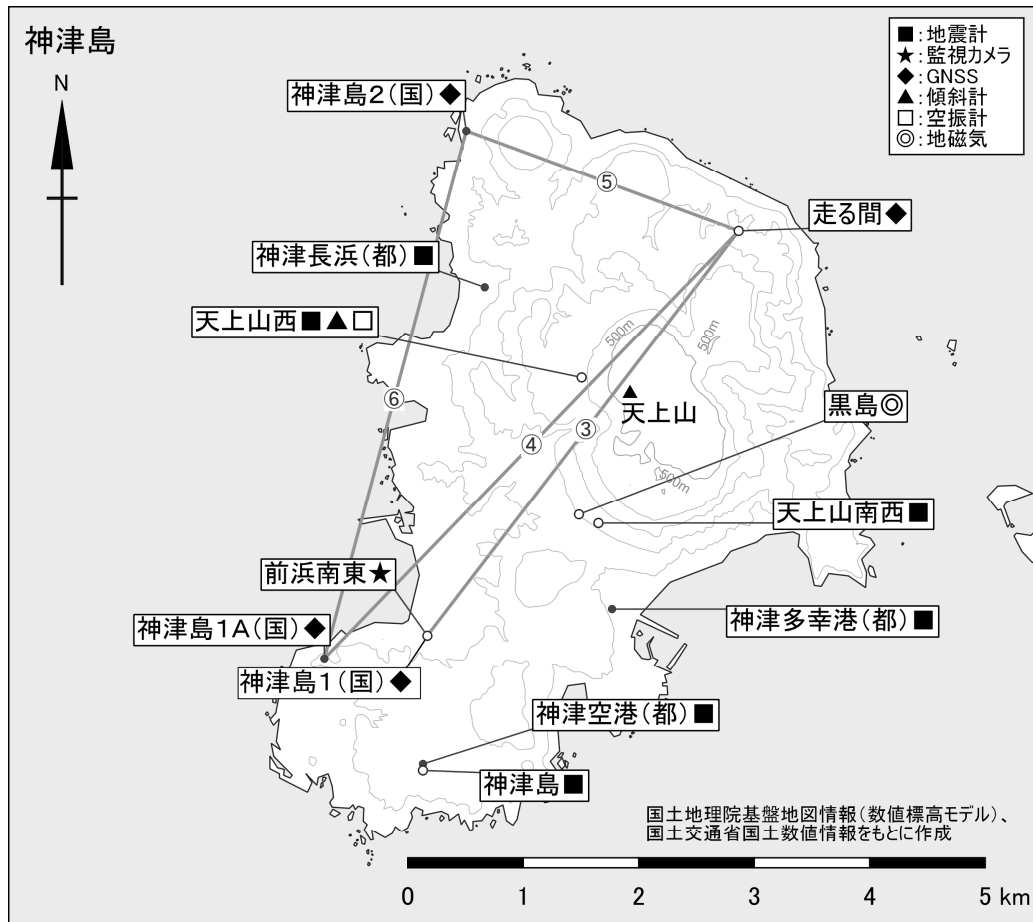 神津島
N
■:地震計
★:監視カメラ
◆:GNSS
▲:傾斜計
□:空振計
◎:地磁気
神津島2(国)◆
⑤
走る間◆
神津長浜(都)■
天上山西■▲□
500m
500m
天上山
⑥
黒島◎
④
③
500m
天上山南西■
前浜南東★
神津島1A(国)◆
神津多幸港(都)■
神津島1(国)◆
神津空港(都)■
神津島■
国土地理院基盤地図情報(数値標高モデル)、
国土交通省国土数値情報をもとに作成
0 1 2 3 4 5 km